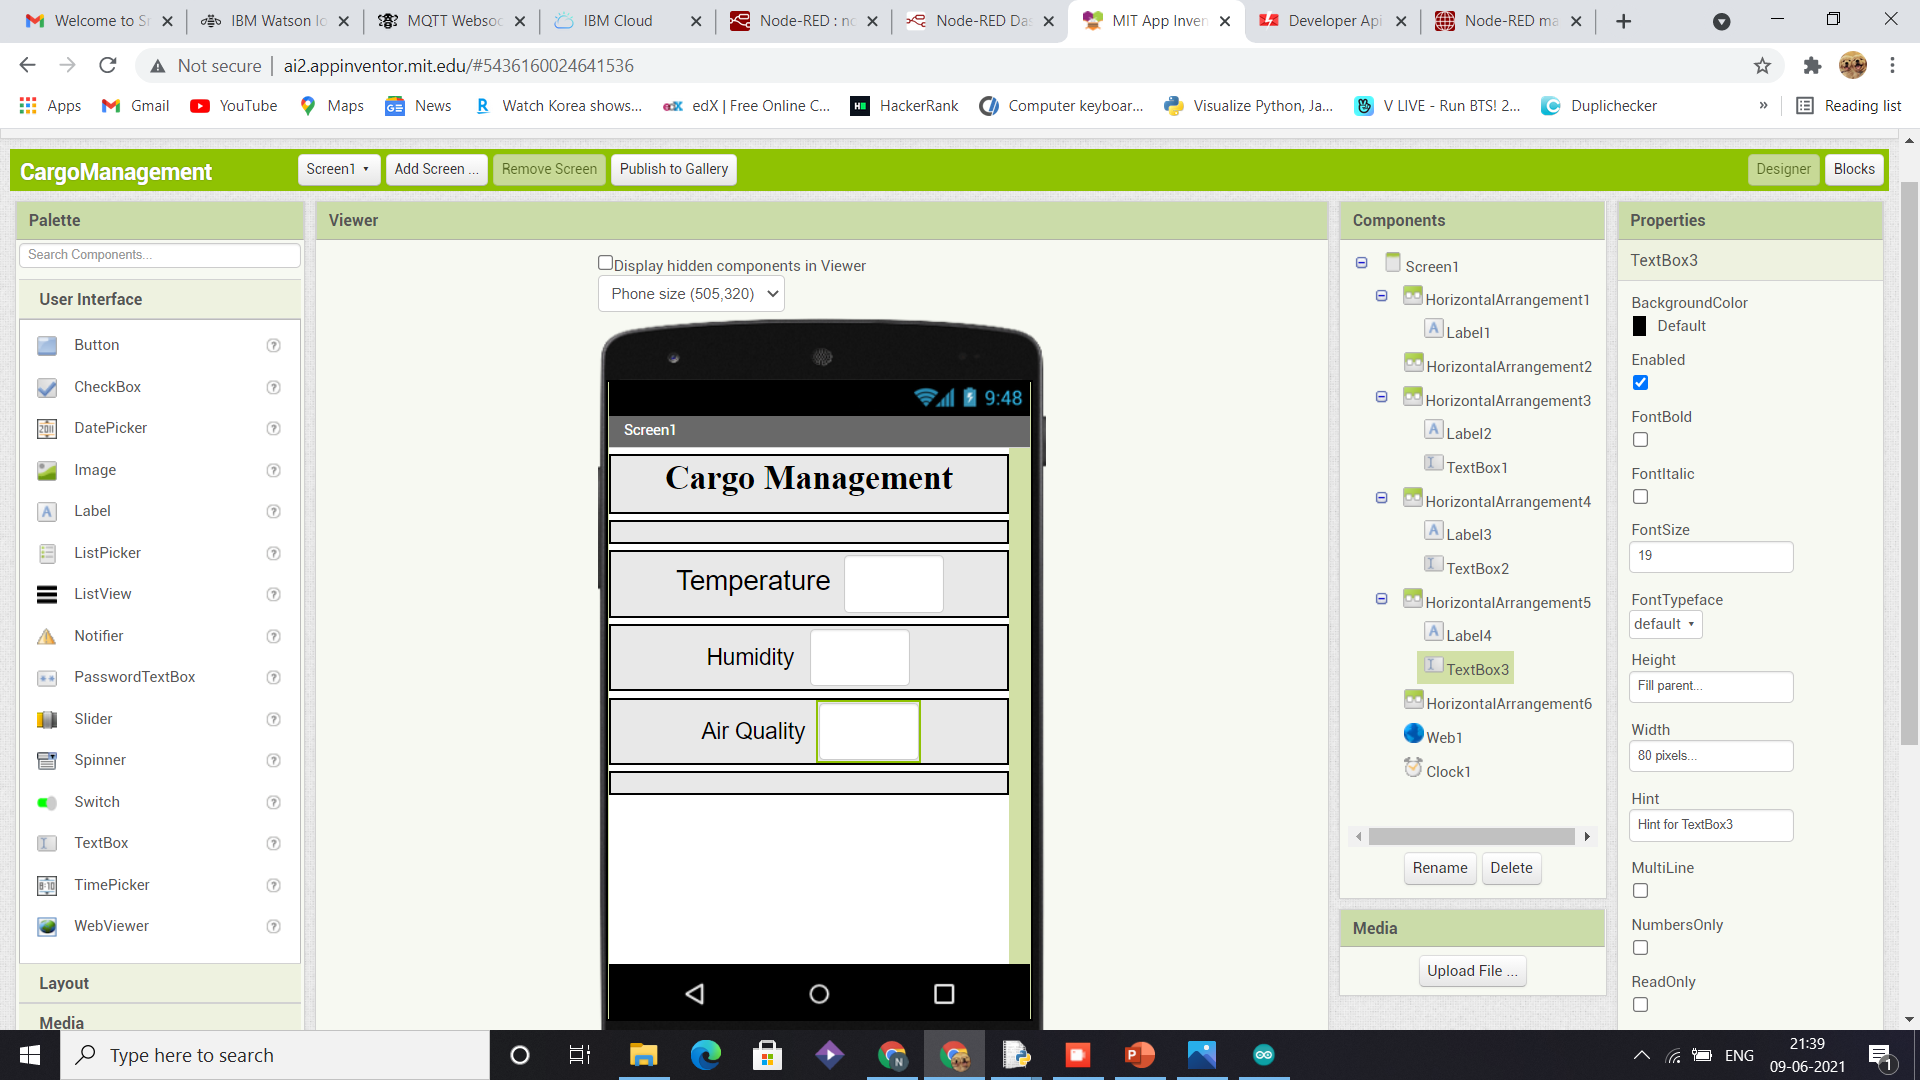 Welcome to Sr
IBM Watson Io
MQTT Websoc
IBM Cloud
Node-RED : no
Node-RED Das
MIT App Inven
Developer Api
Node-RED ma
Not secure ai2.appinventor.mit.edu/#5436160024641536
Apps Gmail YouTube Maps News Watch Korea shows... edX | Free Online C... HackerRank Computer keyboar... Visualize Python, Ja... V LIVE - Run BTS! 2... Duplichecker » Reading list
CargoManagement Screen1 Add Screen ... Remove Screen Publish to Gallery Designer Blocks
Palette
Search Components...
User Interface
Button
CheckBox
DatePicker
Image
Label
ListPicker
ListView
Notifier
PasswordTextBox
Slider
Spinner
Switch
TextBox
TimePicker
WebViewer
Layout
Media
Viewer
Display hidden components in Viewer
Phone size (505,320)
9:48
Screen1
Cargo Management
Temperature
Humidity
Air Quality
Components
Screen1
HorizontalArrangement1
Label1
HorizontalArrangement2
HorizontalArrangement3
Label2
TextBox1
HorizontalArrangement4
Label3
TextBox2
HorizontalArrangement5
Label4
TextBox3
HorizontalArrangement6
Web1
Clock1
Rename Delete
Media
Upload File ...
Properties
TextBox3
BackgroundColor
Default
Enabled
FontBold
FontItalic
FontSize
19
FontTypeface
default
Height
Fill parent...
Width
80 pixels...
Hint
Hint for TextBox3
MultiLine
NumbersOnly
ReadOnly
Type here to search
ENG
21:39
09-06-2021
1